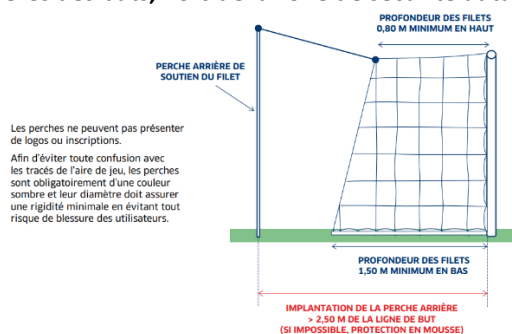 PROFONDEUR DES FILETS
0,80 M MINIMUM EN HAUT
PERCHE ARRIÈRE DE
SOUTIEN DU FILET
Les perches ne peuvent pas présenter
de logos ou inscriptions.
Afin d'éviter toute confusion avec
les tracés de l'aire de jeu, les perches
sont obligatoirement d'une couleur
sombre et leur diamètre doit assurer
une rigidité minimale en évitant tout
risque de blessure des utilisateurs.
PROFONDEUR DES FILETS
1,50 M MINIMUM EN BAS
IMPLANTATION DE LA PERCHE ARRIÈRE
> 2,50 M DE LA LIGNE DE BUT
(SI IMPOSSIBLE, PROTECTION EN MOUSSE)